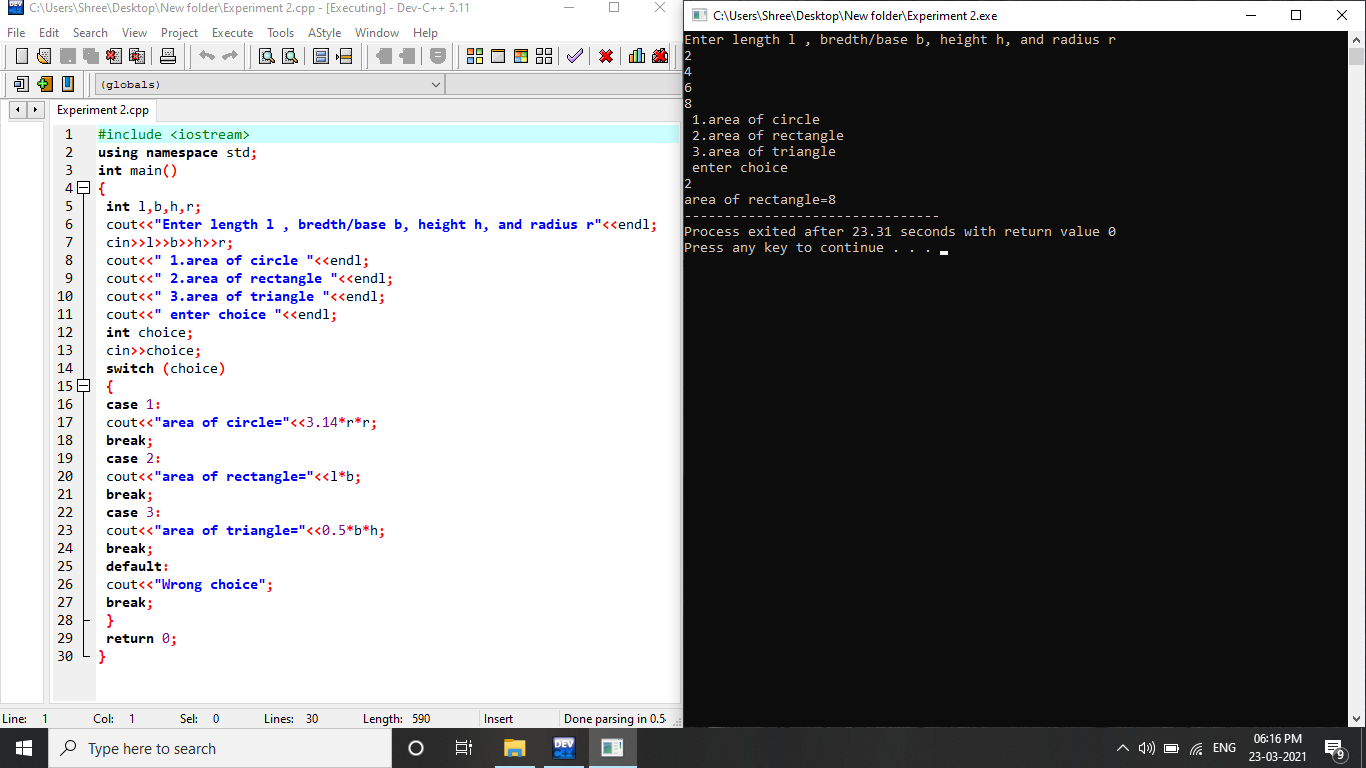 C:\Users\Shree\Desktop\New folder\Experiment 2.cpp - [Executing] - Dev-C++ 5.11
File Edit Search View Project Execute Tools AStyle Window Help
(globals)
Experiment 2.cpp
1 #include <iostream>
2 using namespace std;
3 int main()
4 {
5 int l,b,h,r;
6 cout<<"Enter length l , bredth/base b, height h, and radius r"<<endl;
7 cin>>l>>b>>h>>r;
8 cout<<" 1.area of circle "<<endl;
9 cout<<" 2.area of rectangle "<<endl;
10 cout<<" 3.area of triangle "<<endl;
11 cout<<" enter choice "<<endl;
12 int choice;
13 cin>>choice;
14 switch (choice)
15 {
16 case 1:
17 cout<<"area of circle="<<3.14*r*r;
18 break;
19 case 2:
20 cout<<"area of rectangle="<<l*b;
21 break;
22 case 3:
23 cout<<"area of triangle="<<0.5*b*h;
24 break;
25 default:
26 cout<<"Wrong choice";
27 break;
28 }
29 return 0;
30 }
Line: 1 Col: 1 Sel: 0 Lines: 30 Length: 590 Insert Done parsing in 0.5
C:\Users\Shree\Desktop\New folder\Experiment 2.exe
Enter length l , bredth/base b, height h, and radius r
2
4
6
8
1.area of circle
2.area of rectangle
3.area of triangle
enter choice
2
area of rectangle=8
--------------------------------
Process exited after 23.31 seconds with return value 0
Press any key to continue . . .
Type here to search
DEV
ENG
06:16 PM
23-03-2021
9